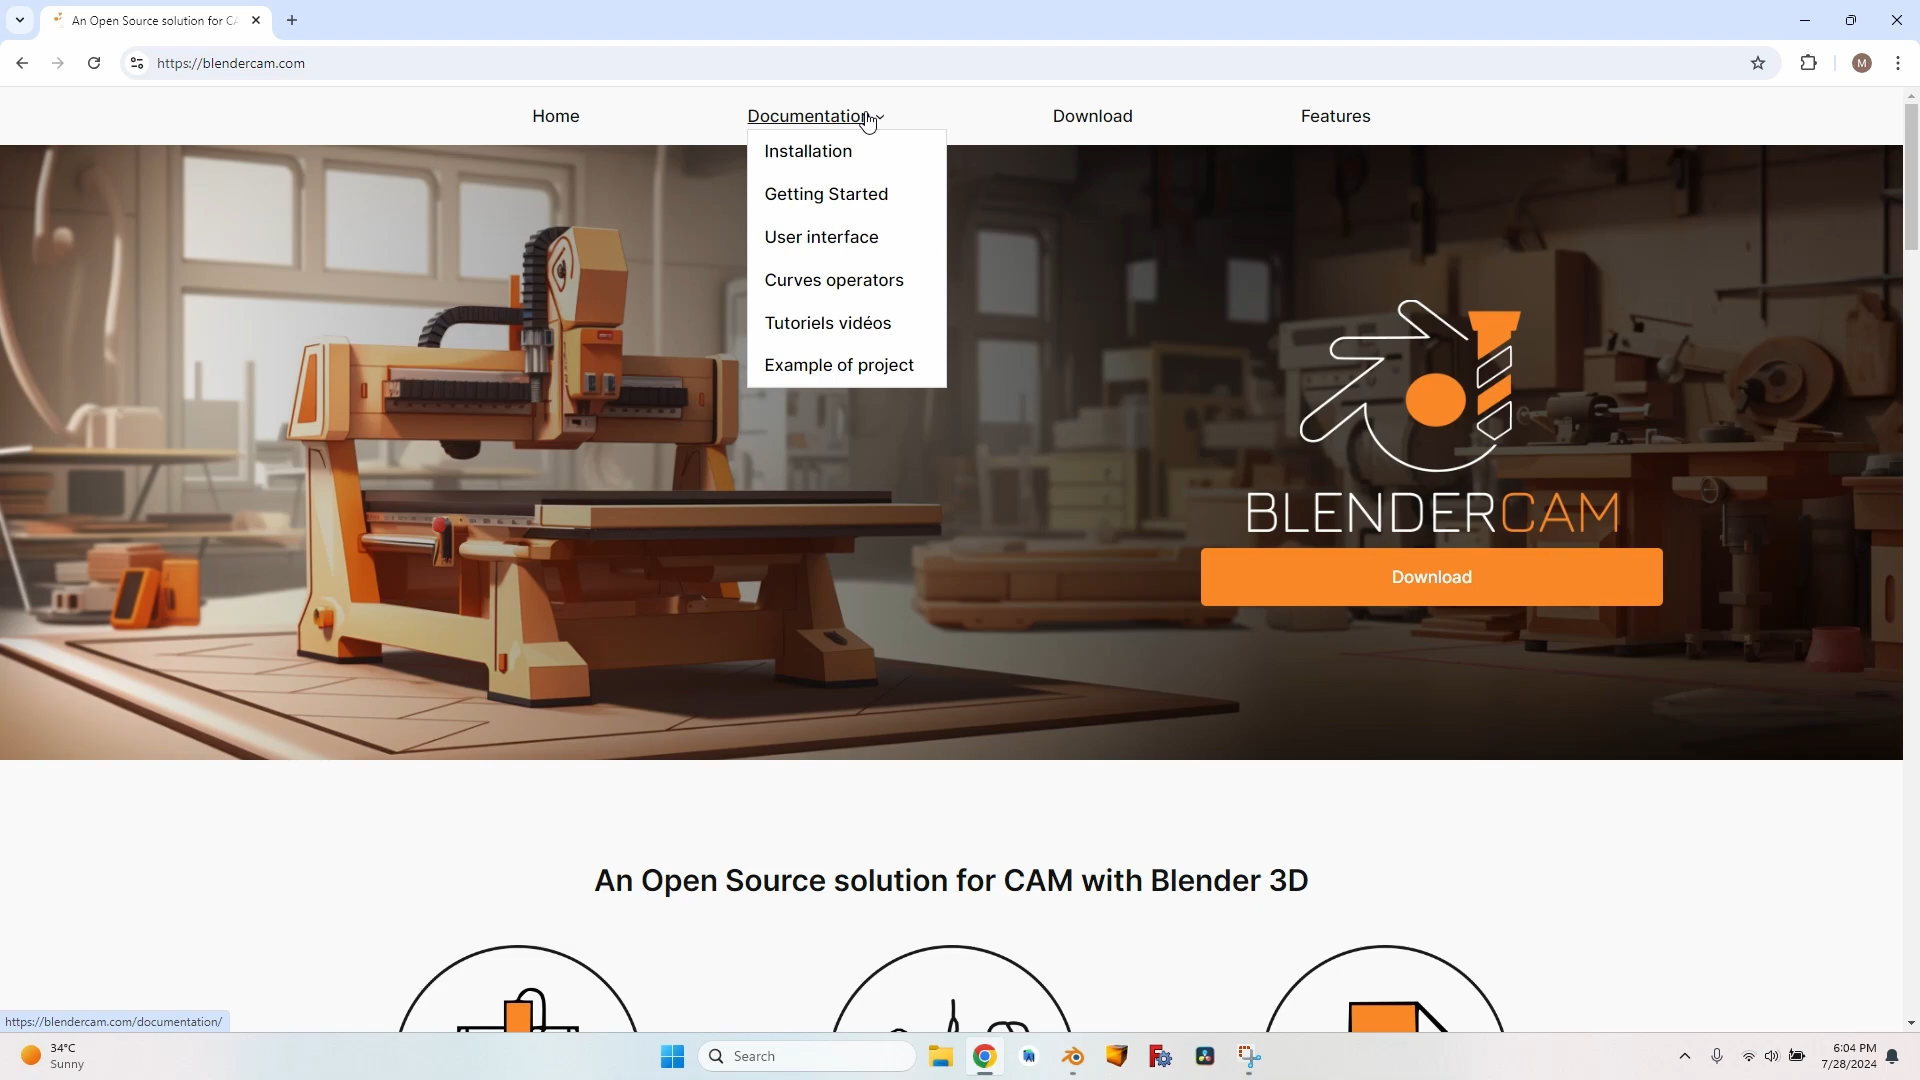 An Open Source solution for CA
https://blendercam.com
M
Home
Documentation
Download
Features
Installation
Getting Started
User interface
Curves operators
Tutoriels vidéos
Example of project
BLENDERCAM
Download
An Open Source solution for CAM with Blender 3D
https://blendercam.com/documentation/
34°C
Sunny
Search
6:04 PM
7/28/2024